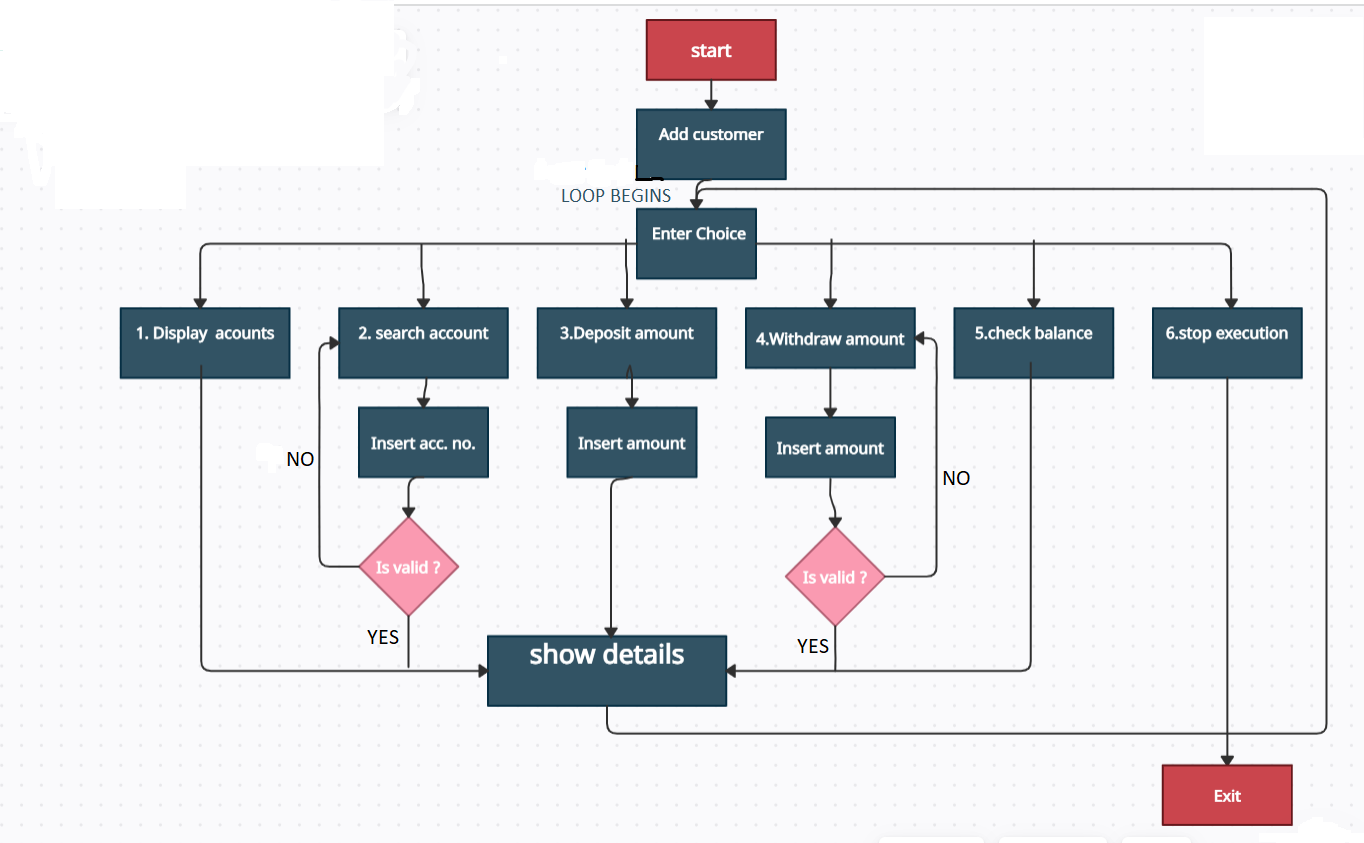 start
Add customer
LOOP BEGINS
Enter Choice
1. Display acounts
2. search account
3.Deposit amount
4.Withdraw amount
5.check balance
6.stop execution
Insert acc. no.
Insert amount
Insert amount
NO
NO
Is valid ?
Is valid ?
YES
YES
show details
Exit